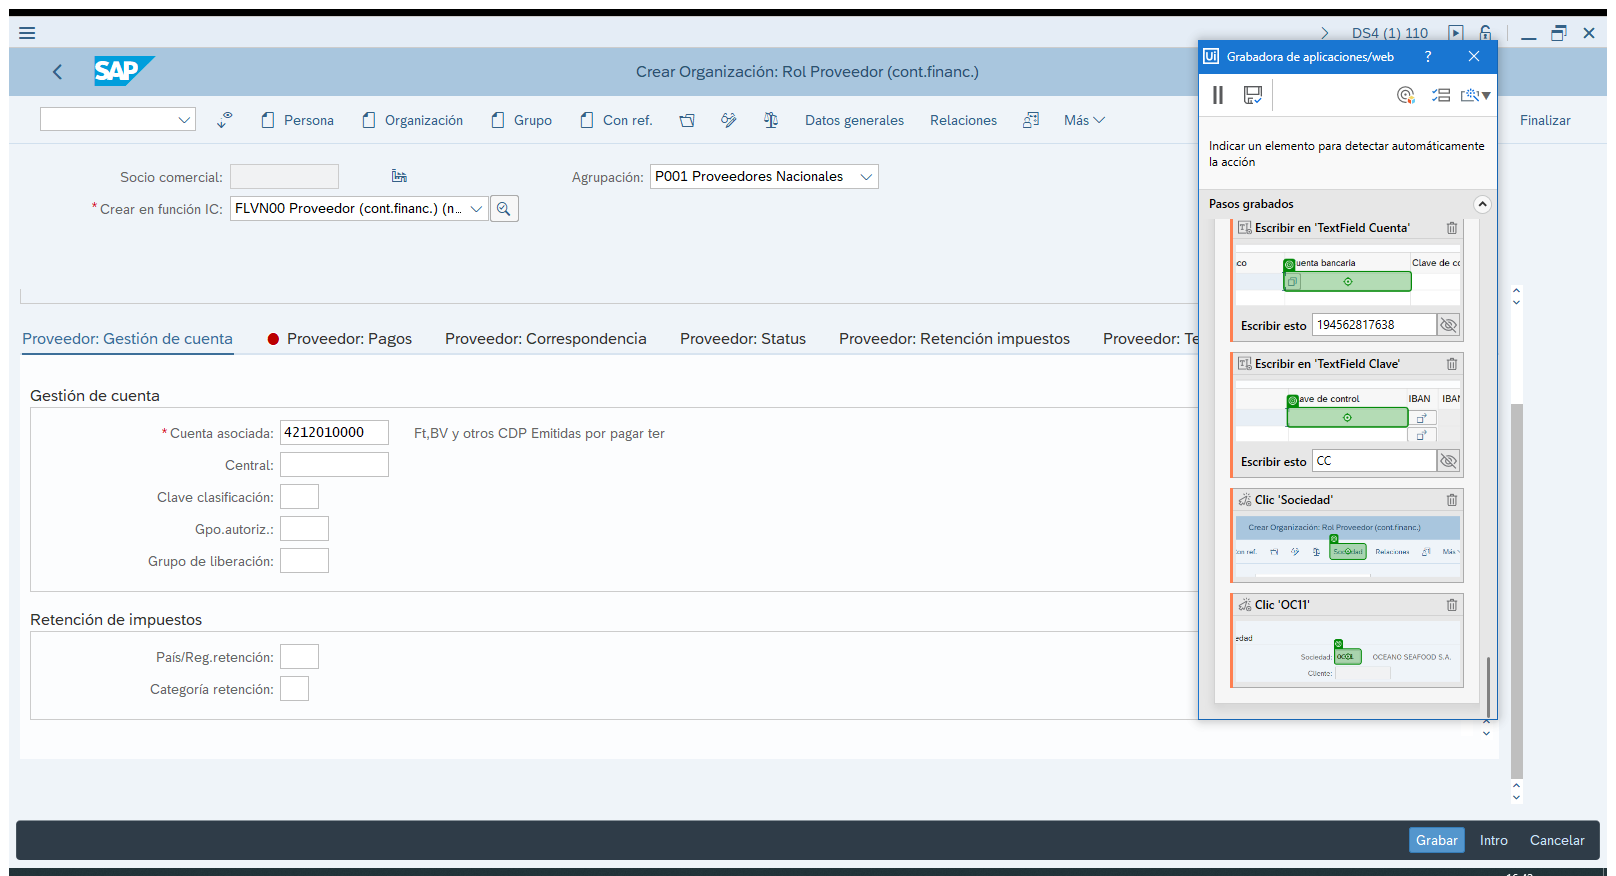 DS4 (1) 110
SAP
Crear Organización: Rol Proveedor (cont.financ.)
Persona
Organización
Grupo
Con ref.
Datos generales
Relaciones
Más
Finalizar
Socio comercial:
Agrupación: P001 Proveedores Nacionales
*Crear en función IC: FLVN00 Proveedor (cont.financ.) (n...
Proveedor: Gestión de cuenta
Proveedor: Pagos
Proveedor: Correspondencia
Proveedor: Status
Proveedor: Retención impuestos
Proveedor: Te
Gestión de cuenta
*Cuenta asociada: 4212010000 Ft,BV y otros CDP Emitidas por pagar ter
Central:
Clave clasificación:
Gpo.autoriz.:
Grupo de liberación:
Retención de impuestos
País/Reg.retención:
Categoría retención:
Grabar
Intro
Cancelar
Ui Grabadora de aplicaciones/web ?
Indicar un elemento para detectar automáticamente
la acción
Pasos grabados
Escribir en 'TextField Cuenta'
co
uenta bancaria
Clave de cc
Escribir esto 194562817638
Escribir en 'TextField Clave'
ave de control
IBAN
IBAN
Escribir esto CC
Clic 'Sociedad'
Crear Organización: Rol Proveedor (cont.financ.)
on ref.
Sociedad
Relaciones
Más
Clic 'OC11'
edad
Sociedad: OC11 OCEANO SEAFOOD S.A.
Cliente: